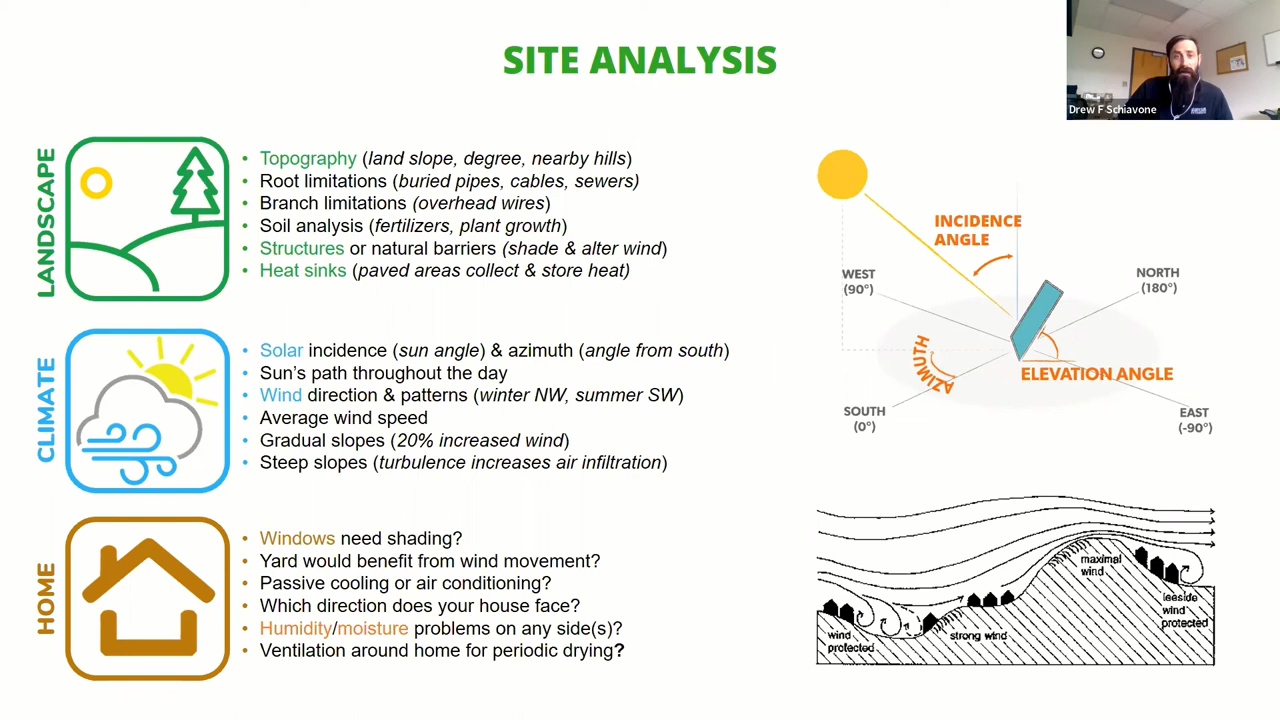 SITE ANALYSIS
Drew F Schiavone
LANDSCAPE
• Topography (land slope, degree, nearby hills)
• Root limitations (buried pipes, cables, sewers)
• Branch limitations (overhead wires)
• Soil analysis (fertilizers, plant growth)
• Structures or natural barriers (shade & alter wind)
• Heat sinks (paved areas collect & store heat)
CLIMATE
• Solar incidence (sun angle) & azimuth (angle from south)
• Sun's path throughout the day
• Wind direction & patterns (winter NW, summer SW)
• Average wind speed
• Gradual slopes (20% increased wind)
• Steep slopes (turbulence increases air infiltration)
HOME
• Windows need shading?
• Yard would benefit from wind movement?
• Passive cooling or air conditioning?
• Which direction does your house face?
• Humidity/moisture problems on any side(s)?
• Ventilation around home for periodic drying?
INCIDENCE
ANGLE
WEST
(90°)
NORTH
(180°)
AZIMUTH
ELEVATION ANGLE
SOUTH
(0°)
EAST
(-90°)
maximal
wind
leeside
wind
protected
wind
protected
strong wind